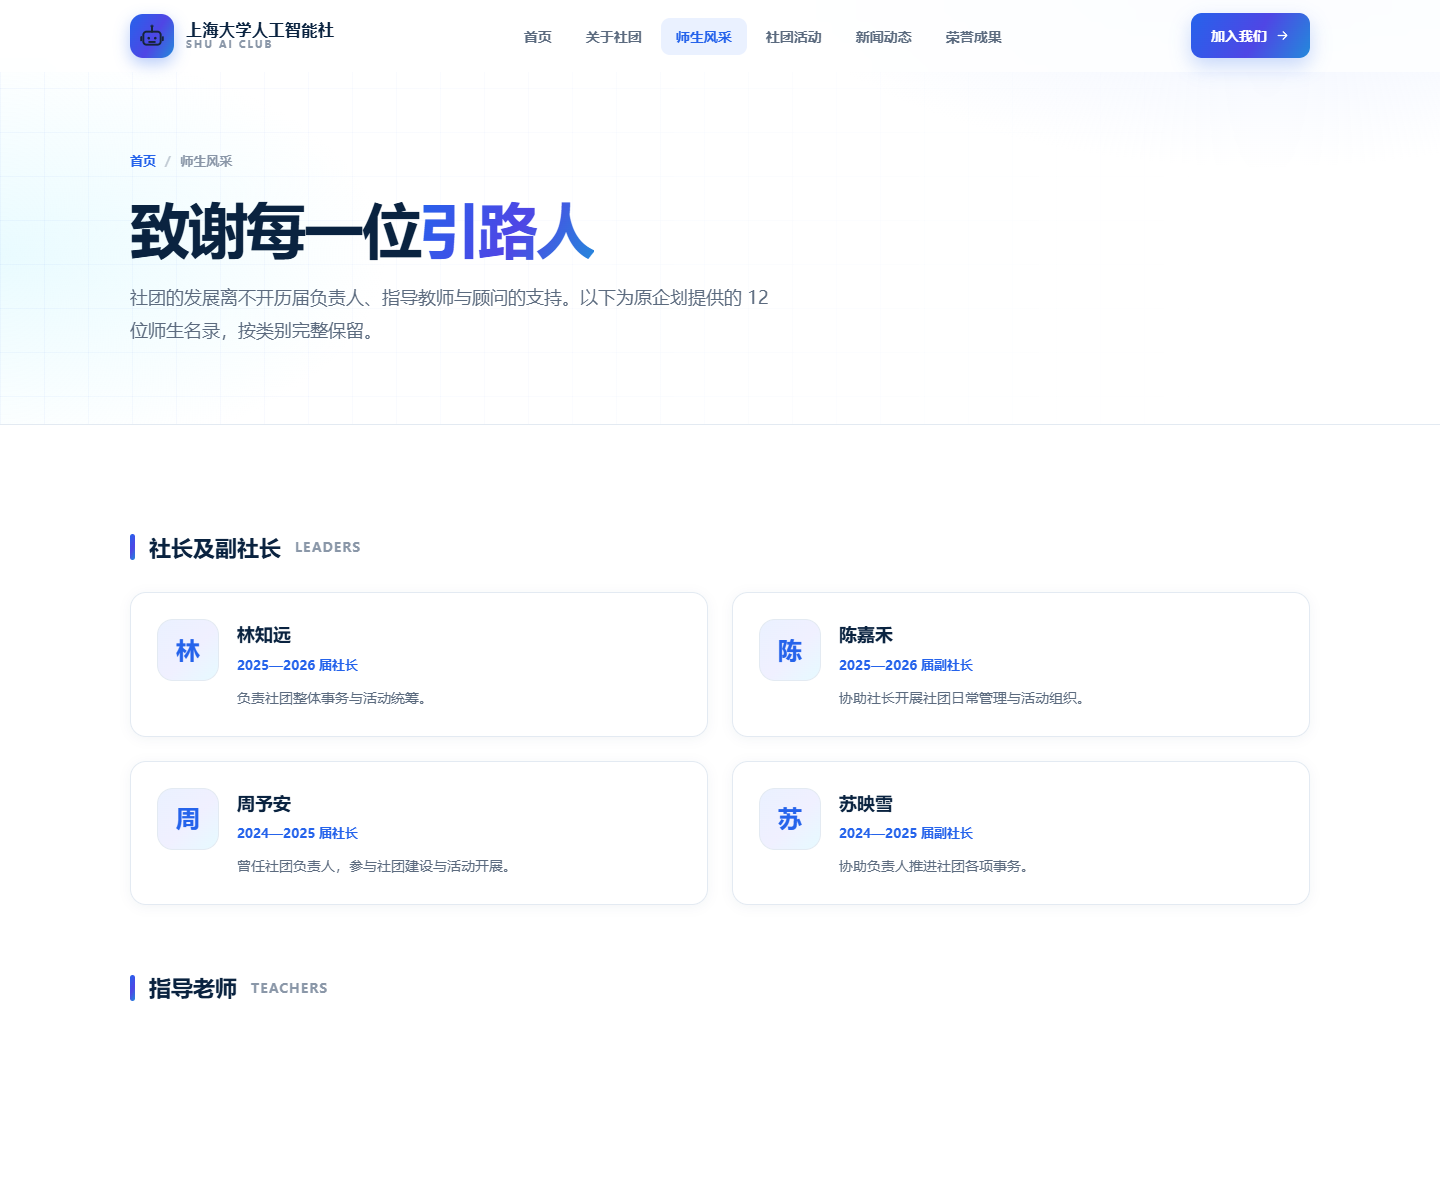 上海大学人工智能社
SHU AI CLUB
首页
关于社团
师生风采
社团活动
新闻动态
荣誉成果
加入我们 →
首页 / 师生风采
致谢每一位引路人
社团的发展离不开历届负责人、指导教师与顾问的支持。以下为原企划提供的 12
位师生名录，按类别完整保留。
社长及副社长 LEADERS
林
林知远
2025—2026 届社长
负责社团整体事务与活动统筹。
陈
陈嘉禾
2025—2026 届副社长
协助社长开展社团日常管理与活动组织。
周
周予安
2024—2025 届社长
曾任社团负责人，参与社团建设与活动开展。
苏
苏映雪
2024—2025 届副社长
协助负责人推进社团各项事务。
指导老师 TEACHERS